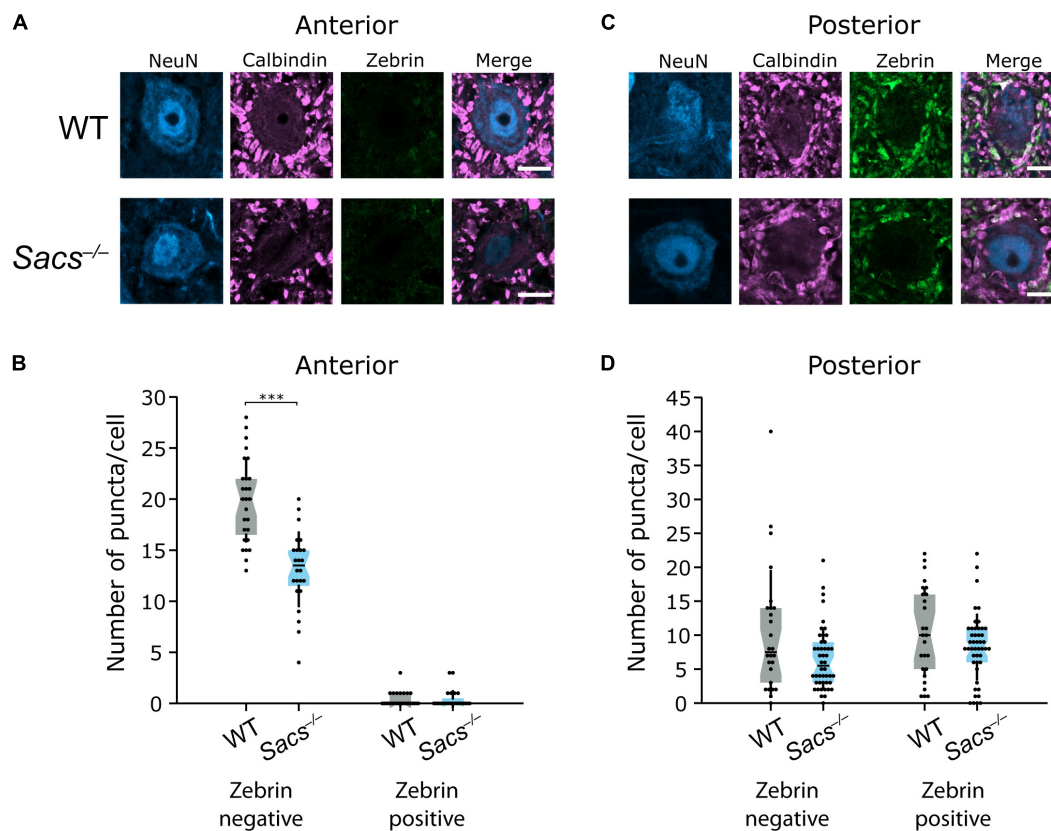 A
Anterior
NeuN Calbindin Zebrin Merge
WT
Sacs–/–
C
Posterior
NeuN Calbindin Zebrin Merge
B
Anterior
Number of puncta/cell
30
25
20
15
10
5
0
***
WT Sacs–/– WT Sacs–/–
Zebrin
negative
Zebrin
positive
D
Posterior
Number of puncta/cell
45
40
35
30
25
20
15
10
5
0
WT Sacs–/– WT Sacs–/–
Zebrin
negative
Zebrin
positive